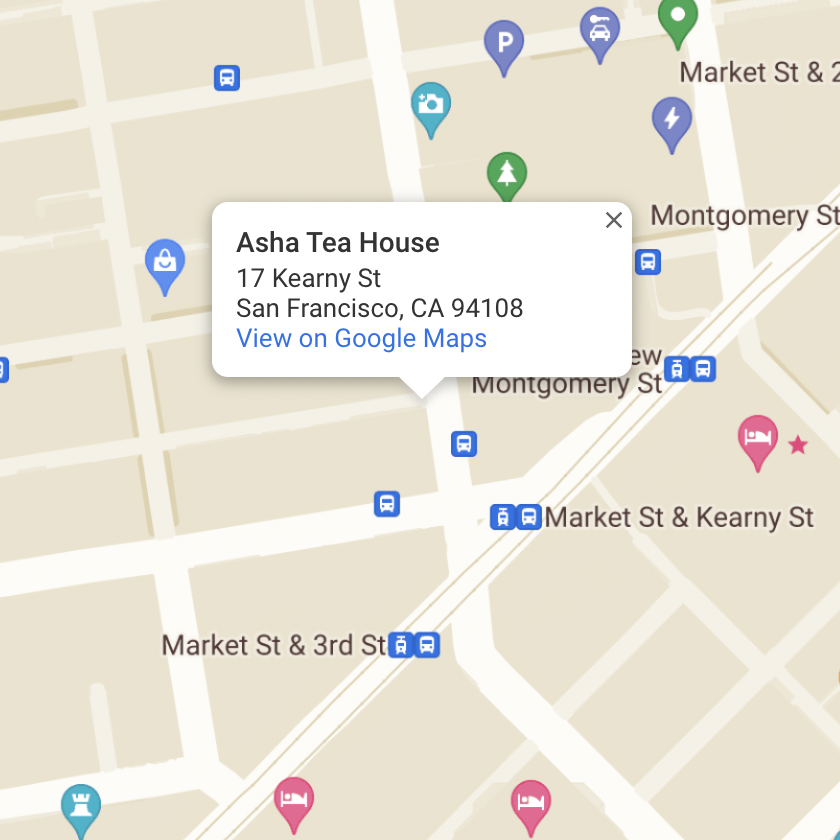 P
Market St & 2
Montgomery St
Asha Tea House
17 Kearny St
San Francisco, CA 94108
View on Google Maps
ew
Montgomery St
Market St & Kearny St
Market St & 3rd St